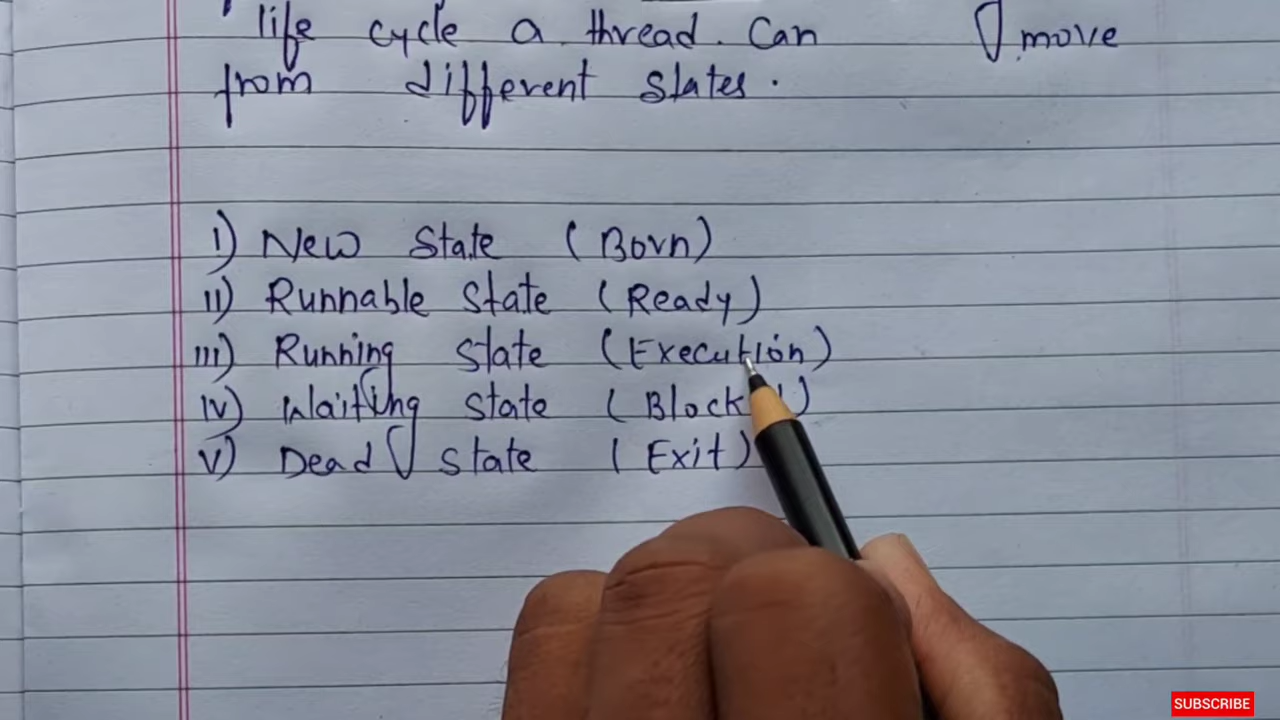 life cycle a thread. Can move
from different states.
I) New State (Born)
II) Runnable State (Ready)
III) Running State (Execution)
IV) Waiting State (Block
V) Dead State (Exit)
SUBSCRIBE